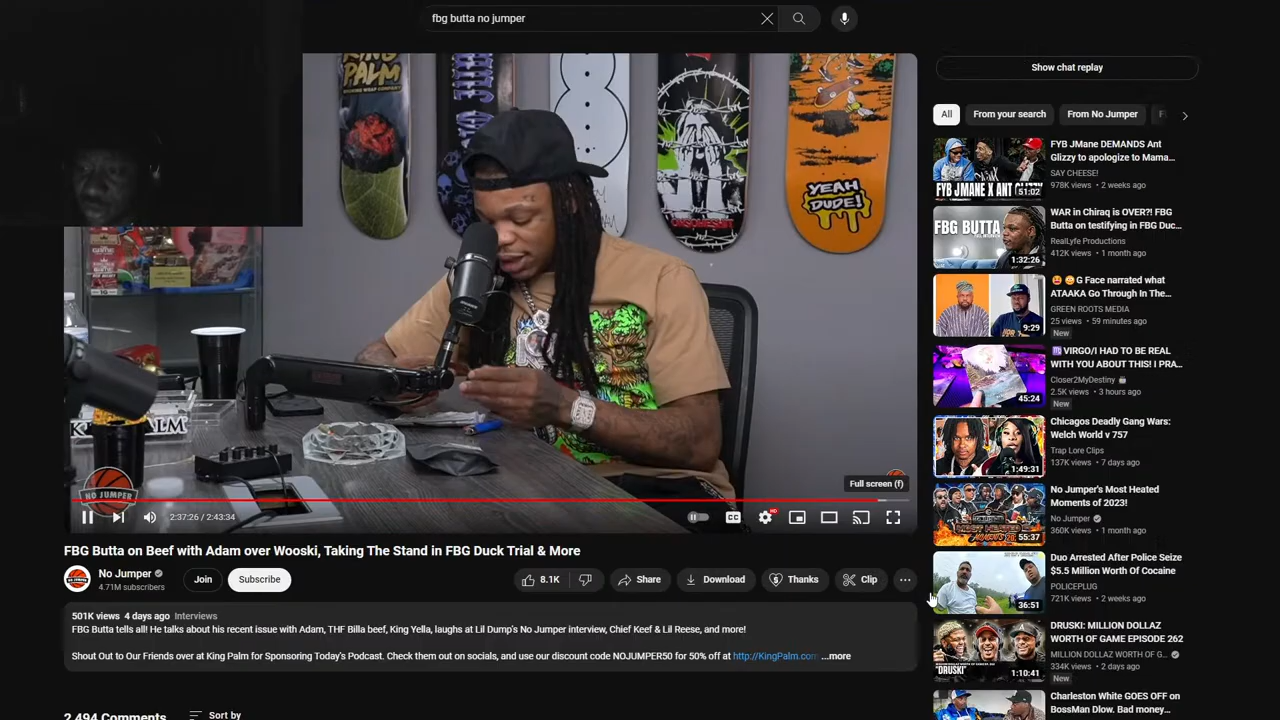 fbg butta no jumper
Show chat replay
All
From your search
From No Jumper
KING
PALM
YEAH
DUDE!
KING PALM
NO JUMPER
Full screen (f)
2:37:26 / 2:43:34
CC
HD
FBG Butta on Beef with Adam over Wooski, Taking The Stand in FBG Duck Trial & More
No Jumper
4.71M subscribers
Join
Subscribe
8.1K
Share
Download
Thanks
Clip
501K views 4 days ago Interviews
FBG Butta tells all! He talks about his recent issue with Adam, THF Billa beef, King Yella, laughs at Lil Dump's No Jumper interview, Chief Keef & Lil Reese, and more!
Shout Out to Our Friends over at King Palm for Sponsoring Today's Podcast. Check them out on socials, and use our discount code NOJUMPER50 for 50% off at http://KingPalm.com ...more
2,494 Comments
Sort by
FYB JMANE X ANT GLIZZY
51:02
FYB JMane DEMANDS Ant
Glizzy to apologize to Mama...
SAY CHEESE!
978K views • 2 weeks ago
FBG BUTTA
1:32:26
WAR in Chiraq is OVER?! FBG
Butta on testifying in FBG Duc...
RealLyfe Productions
412K views • 1 month ago
9:29
G Face narrated what
ATAAKA Go Through In The...
GREEN ROOTS MEDIA
25 views • 59 minutes ago
New
45:24
VIRGO/I HAD TO BE REAL
WITH YOU ABOUT THIS! I PRA...
Closer2MyDestiny
2.5K views • 3 hours ago
New
1:49:31
Chicagos Deadly Gang Wars:
Welch World v 757
Trap Lore Clips
137K views • 7 days ago
55:37
No Jumper's Most Heated
Moments of 2023!
No Jumper
360K views • 1 month ago
36:51
Duo Arrested After Police Seize
$5.5 Million Worth Of Cocaine
POLICEPLUG
721K views • 2 weeks ago
"DRUSKI"
1:10:41
DRUSKI: MILLION DOLLAZ
WORTH OF GAME EPISODE 262
MILLION DOLLAZ WORTH OF G...
334K views • 2 days ago
New
Charleston White GOES OFF on
BossMan Dlow. Bad money...